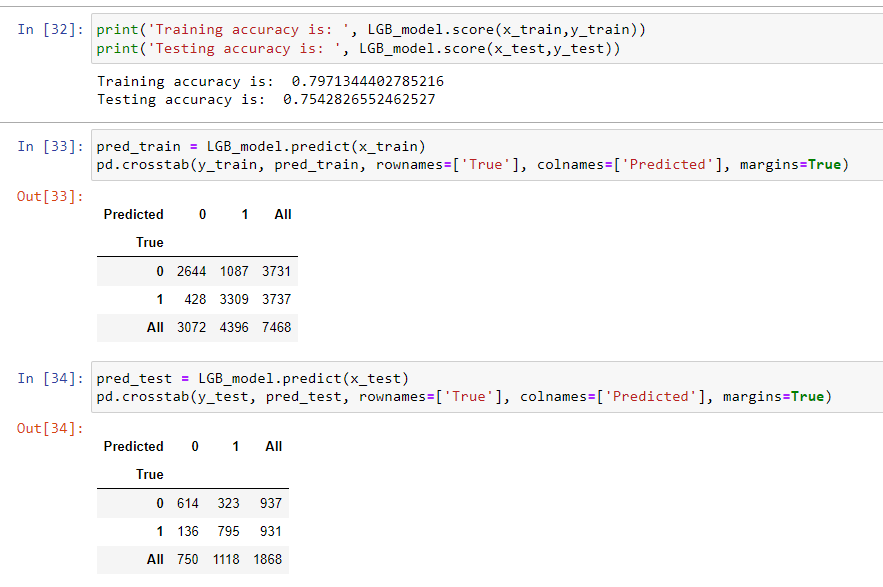 In [32]: print('Training accuracy is: ', LGB_model.score(x_train,y_train))
print('Testing accuracy is: ', LGB_model.score(x_test,y_test))
Training accuracy is:  0.7971344402785216
Testing accuracy is:  0.7542826552462527
In [33]: pred_train = LGB_model.predict(x_train)
pd.crosstab(y_train, pred_train, rownames=['True'], colnames=['Predicted'], margins=True)
Out[33]:
Predicted 0 1 All
True
0 2644 1087 3731
1 428 3309 3737
All 3072 4396 7468
In [34]: pred_test = LGB_model.predict(x_test)
pd.crosstab(y_test, pred_test, rownames=['True'], colnames=['Predicted'], margins=True)
Out[34]:
Predicted 0 1 All
True
0 614 323 937
1 136 795 931
All 750 1118 1868